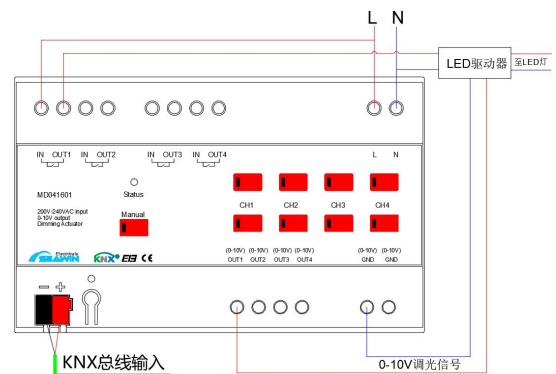 L N
LED驱动器
至LED灯
IN OUT1 IN OUT2 IN OUT3 IN OUT4 L N
MD041601
Status
200V-240VAC input
0-10V output
Dimming Actuator
Manual
CH1 CH2 CH3 CH4
SEAWIN Electricals KNX® EIB CE
(0-10V) (0-10V) (0-10V) (0-10V) (0-10V) (0-10V)
OUT1 OUT2 OUT3 OUT4 GND GND
- +
KNX总线输入
0-10V调光信号